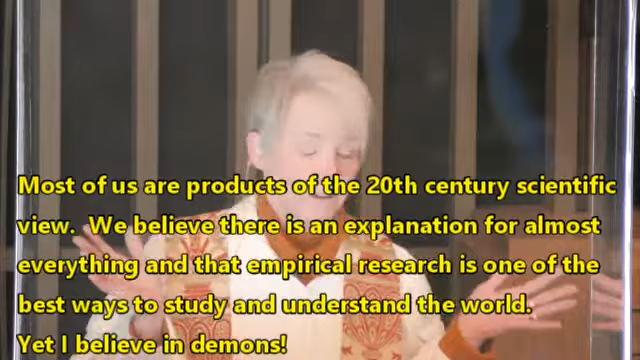 Most of us are products of the 20th century scientific
view.  We believe there is an explanation for almost
everything and that empirical research is one of the
best ways to study and understand the world.
Yet I believe in demons!